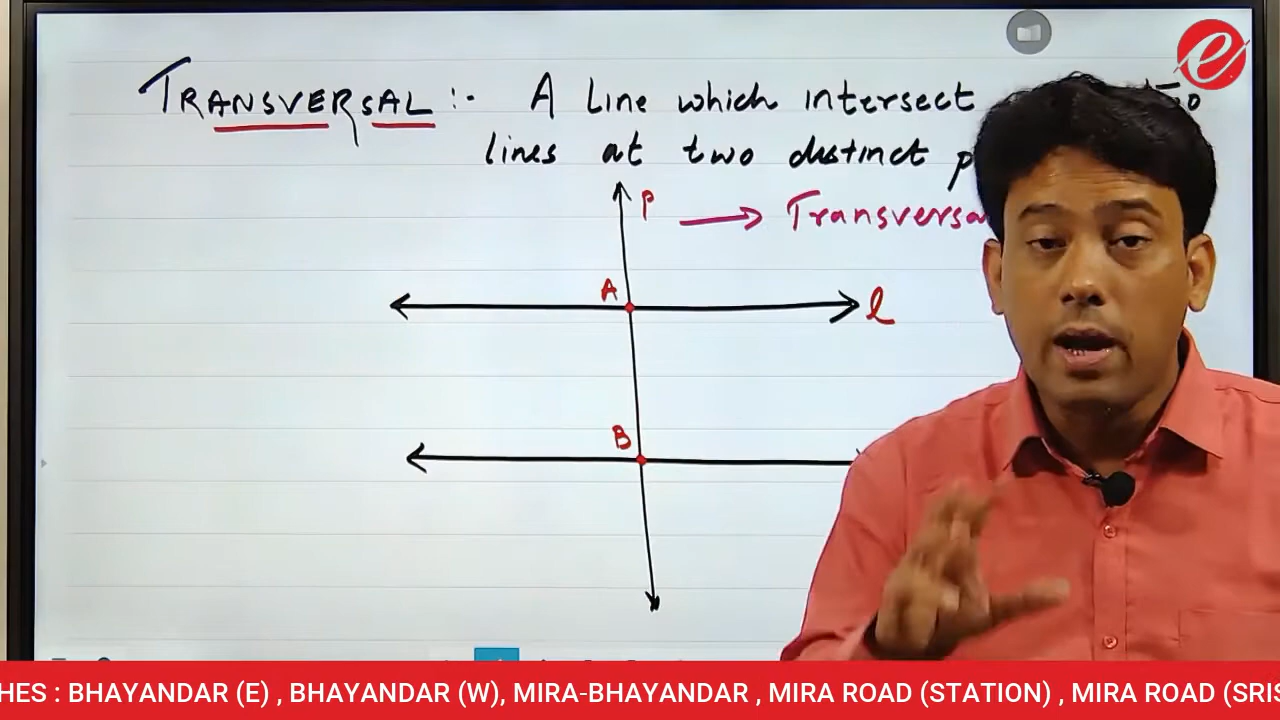 TRANSVERSAL :- A Line which intersect
lines at two distinct
P
Transversal
A
l
B
HES : BHAYANDAR (E) , BHAYANDAR (W), MIRA-BHAYANDAR , MIRA ROAD (STATION) , MIRA ROAD (SRIS
e